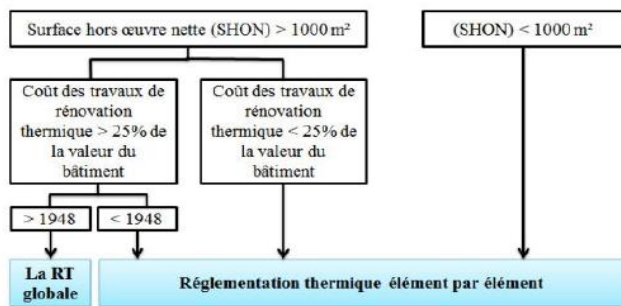 Surface hors œuvre nette (SHON) > 1000 m²
(SHON) < 1000 m²
Coût des travaux de
rénovation
thermique > 25% de
la valeur du
bâtiment
Coût des travaux de
rénovation
thermique < 25% de
la valeur du
bâtiment
> 1948
< 1948
La RT
globale
Réglementation thermique élément par élément